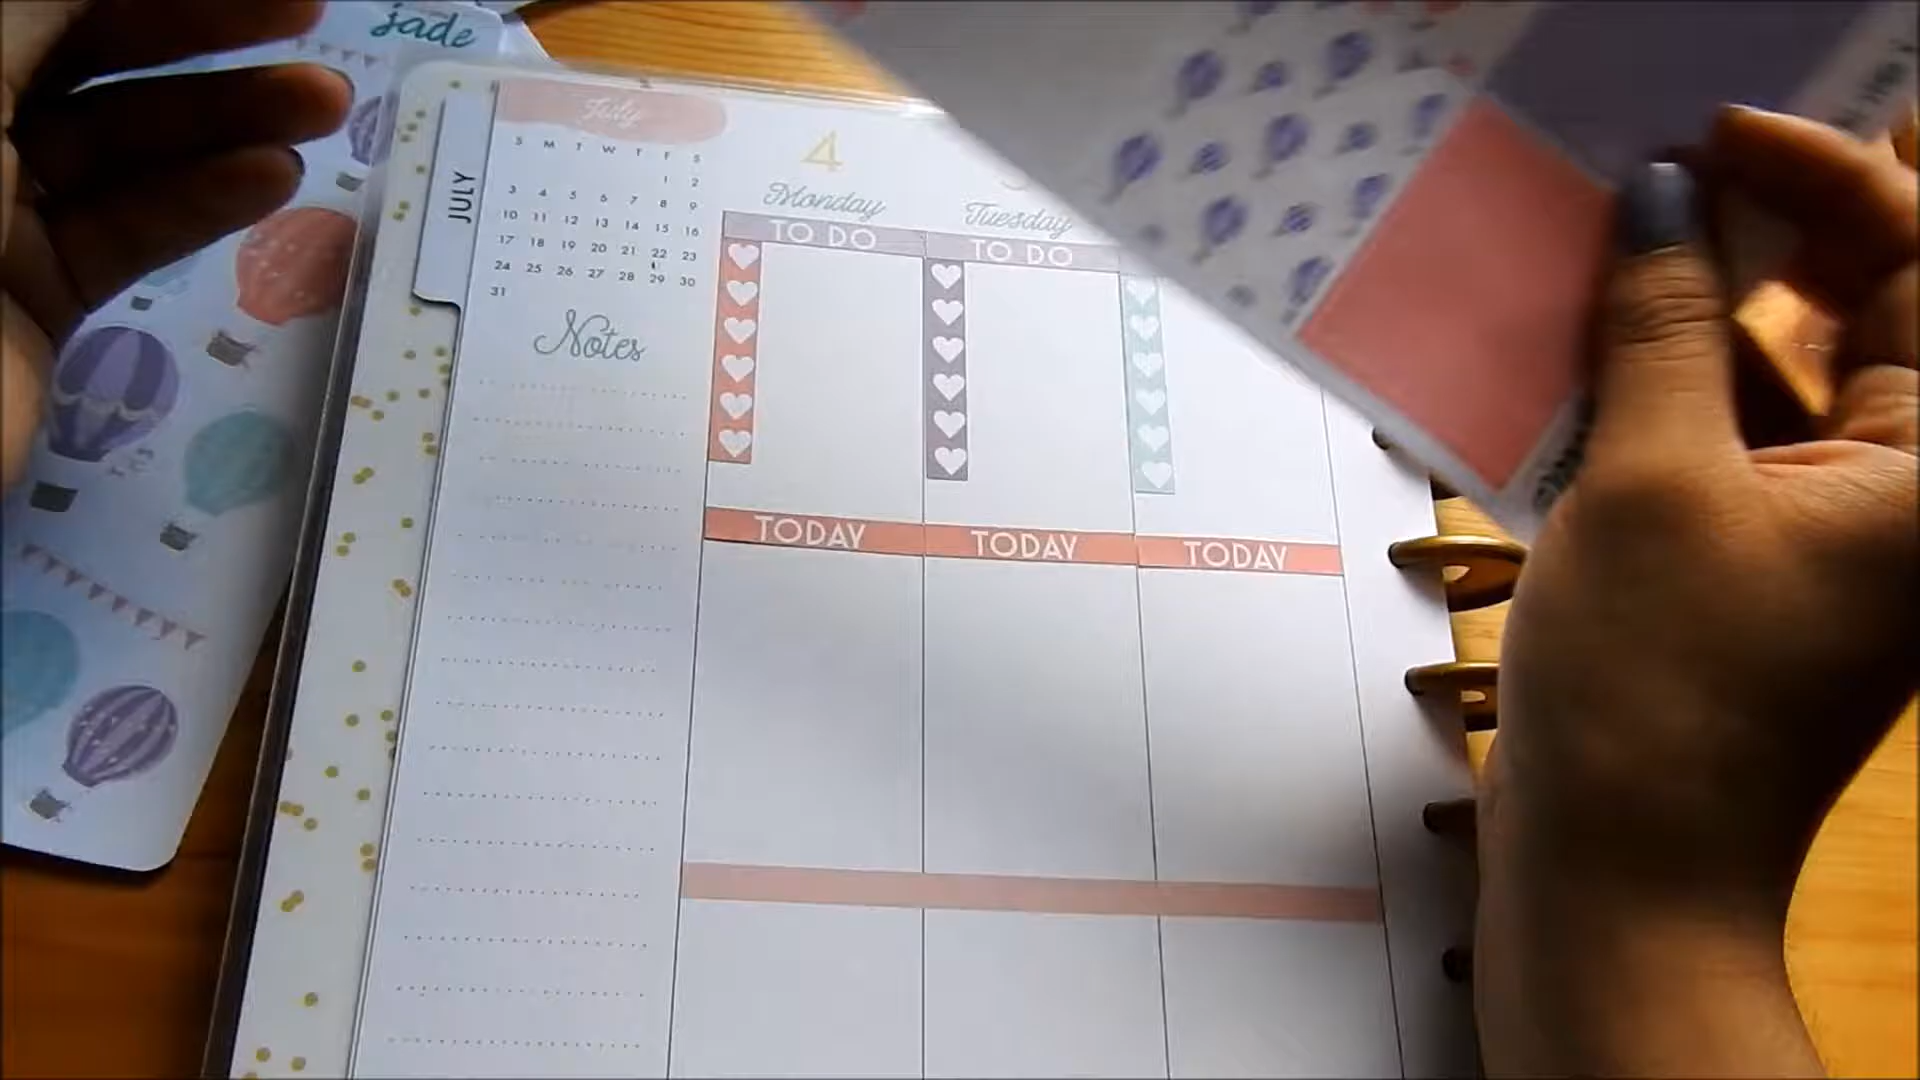 jade
July
S M T W T F S
1 2
3 4 5 6 7 8 9
10 11 12 13 14 15 16
17 18 19 20 21 22 23
24 25 26 27 28 29 30
31
JULY
Notes
4
Monday
Tuesday
TO DO
TO DO
TODAY
TODAY
TODAY